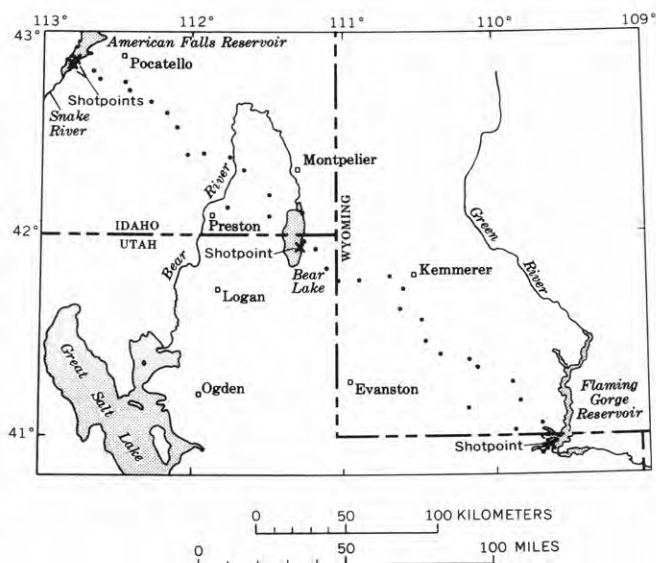 113°
112°
111°
110°
109°
43°
American Falls Reservoir
Pocatello
Shotpoints
Snake
River
Montpelier
River
WYOMING
Green
River
IDAHO
UTAH
42°
Preston
Shotpoint
Bear
Bear
Lake
Kemmerer
Logan
Great
Salt
Lake
Ogden
Evanston
Flaming
Gorge
Reservoir
41°
Shotpoint
0 50 100 KILOMETERS
0 50 100 MILES